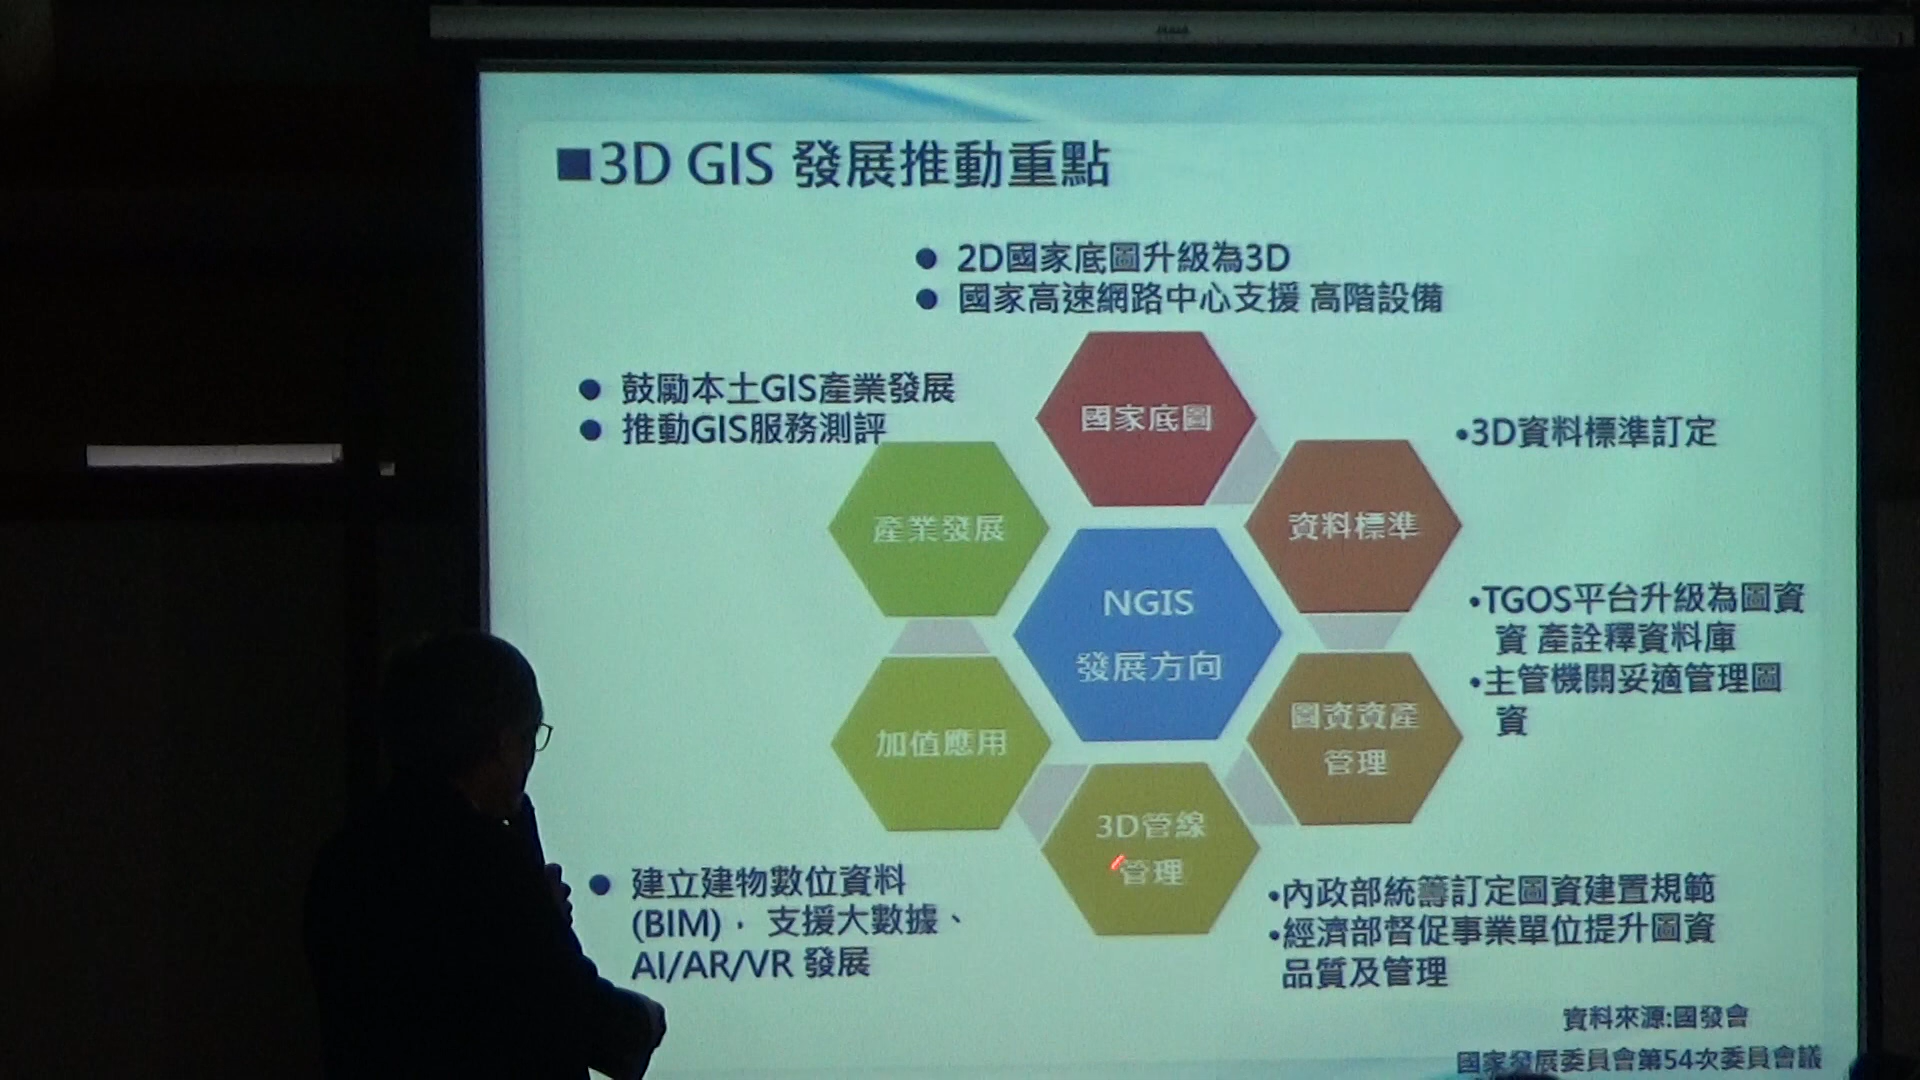 ■3D GIS 發展推動重點
● 2D國家底圖升級為3D
● 國家高速網路中心支援 高階設備
● 鼓勵本土GIS產業發展
● 推動GIS服務測評
國家底圖
•3D資料標準訂定
產業發展
資料標準
NGIS
發展方向
•TGOS平台升級為圖資
資 產詮釋資料庫
•主管機關妥適管理圖
資
圖資資產
管理
加值應用
3D管線
管理
● 建立建物數位資料
(BIM), 支援大數據、
AI/AR/VR 發展
•內政部統籌訂定圖資建置規範
•經濟部督促事業單位提升圖資
品質及管理
資料來源:國發會
國家發展委員會第54次委員會議